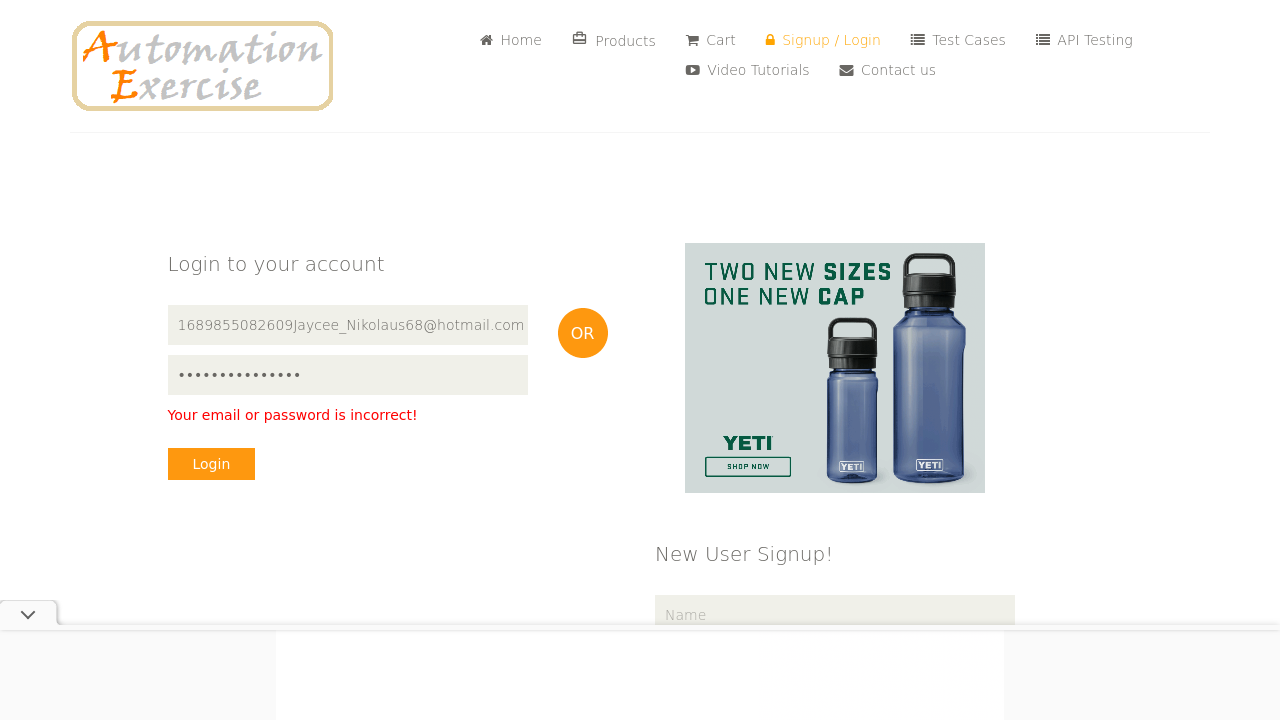 Automation
Exercise
Home
Products
Cart
Signup / Login
Test Cases
API Testing
Video Tutorials
Contact us
Login to your account
1689855082609Jaycee_Nikolaus68@hotmail.com
•••••••••••••••
Your email or password is incorrect!
Login
OR
TWO NEW SIZES
ONE NEW CAP
YETI
SHOP NOW
YETI
YETI
New User Signup!
Name